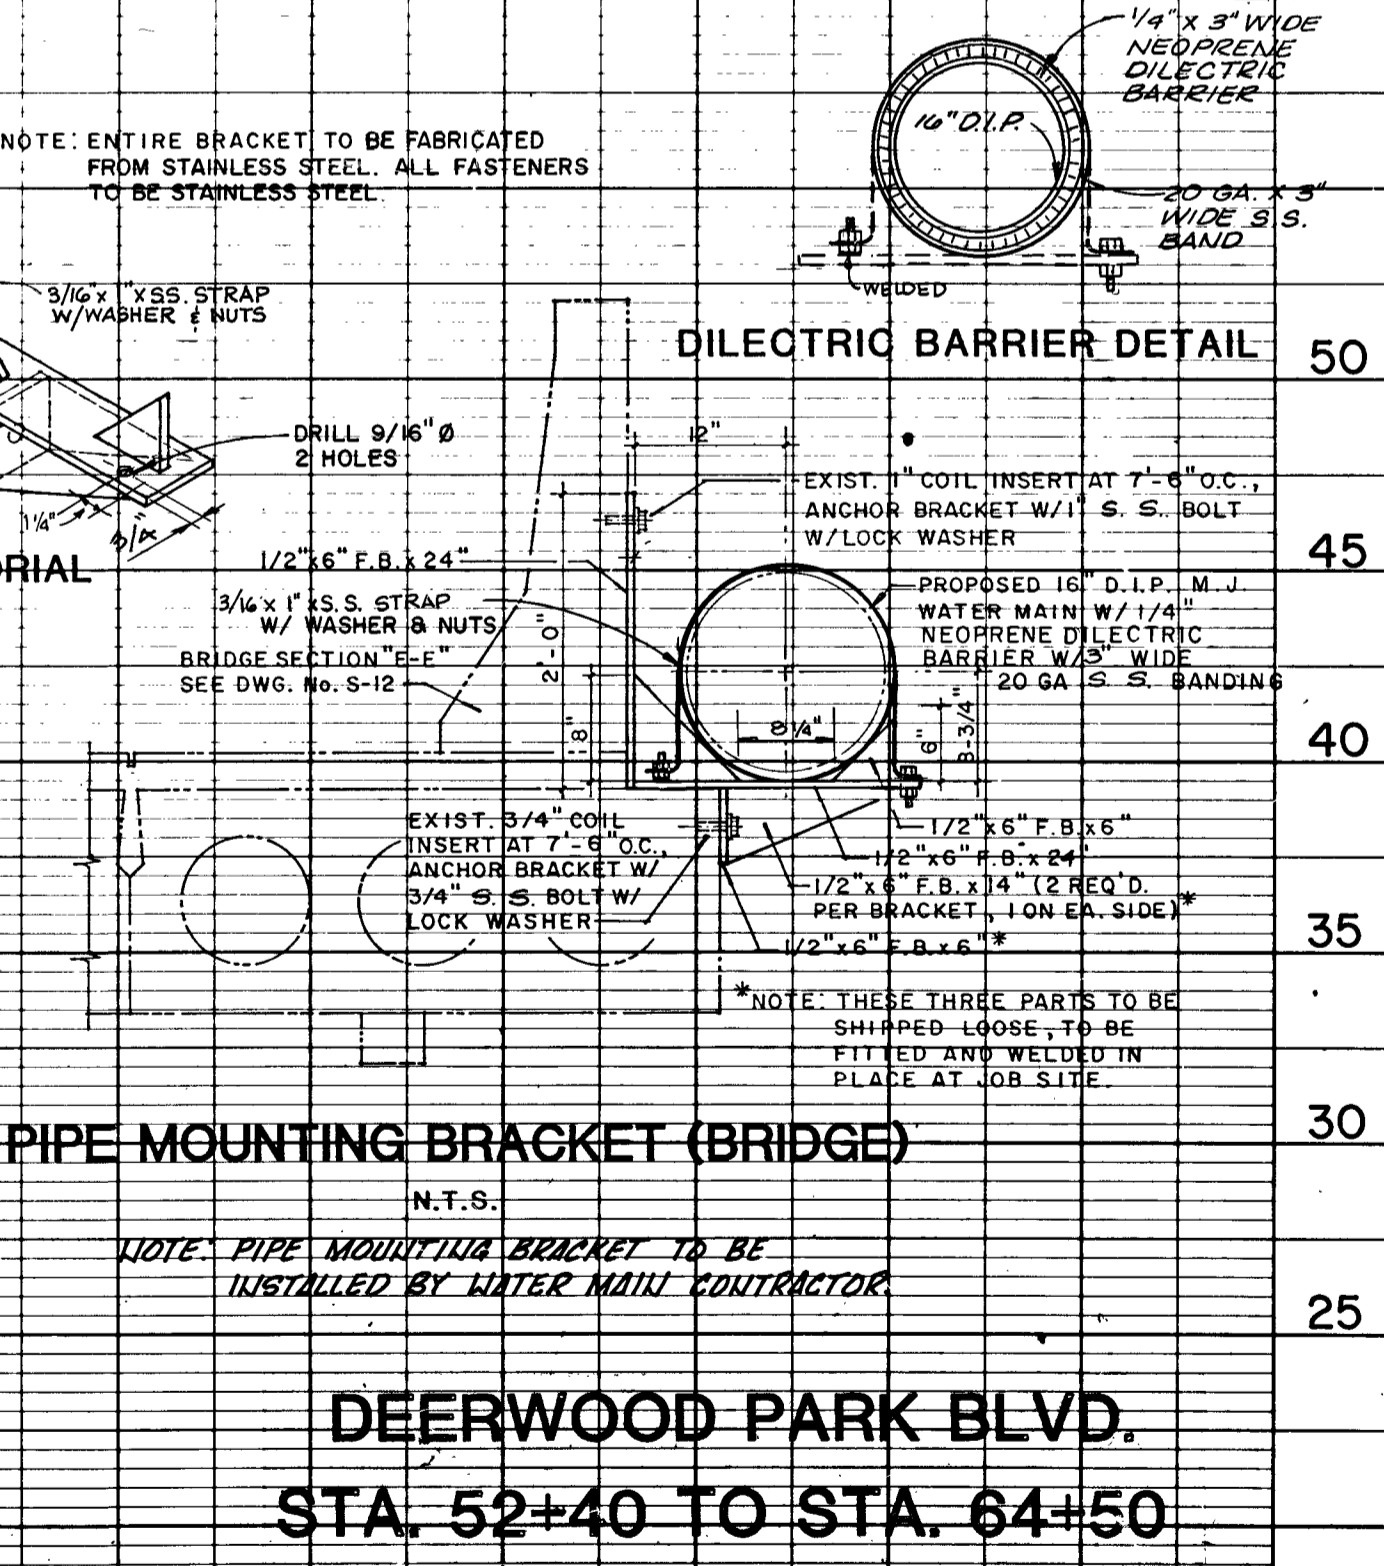 1/4" X 3" WIDE
NEOPRENE
DILECTRIC
BARRIER
16" D.I.P.
20 GA. X 3"
WIDE S.S.
BAND
WELDED
DILECTRIC BARRIER DETAIL
NOTE: ENTIRE BRACKET TO BE FABRICATED
FROM STAINLESS STEEL. ALL FASTENERS
TO BE STAINLESS STEEL.
3/16" x 1" x SS. STRAP
W/WASHER & NUTS
DRILL 9/16" Ø
2 HOLES
1 1/4"
3/4"
RIAL
12"
EXIST. 1" COIL INSERT AT 7'-6" O.C.,
ANCHOR BRACKET W/1" S. S. BOLT
W/LOCK WASHER
1/2" x 6" F.B. x 24"
3/16 x 1" x S.S. STRAP
W/ WASHER & NUTS
BRIDGE SECTION "E-E"
SEE DWG. No. S-12
2'-0"
8"
PROPOSED 16" D.I.P. M.J.
WATER MAIN W/ 1/4"
NEOPRENE DILECTRIC
BARRIER W/3" WIDE
20 GA S. S. BANDING
8 1/4"
6"
8-3/4"
EXIST. 3/4" COIL
INSERT AT 7'-6" O.C.,
ANCHOR BRACKET W/
3/4" S. S. BOLT W/
LOCK WASHER
1/2" x 6" F.B. x 6"
1/2" x 6" F.B. x 24"
1/2" x 6" F.B. x 14" (2 REQ'D.
PER BRACKET, 1 ON EA. SIDE)*
1/2" x 6" F.B. x 6"*
*NOTE: THESE THREE PARTS TO BE
SHIPPED LOOSE, TO BE
FITTED AND WELDED IN
PLACE AT JOB SITE.
PIPE MOUNTING BRACKET (BRIDGE)
N.T.S.
NOTE: PIPE MOUNTING BRACKET TO BE
INSTALLED BY WATER MAIN CONTRACTOR.
DEERWOOD PARK BLVD.
STA. 52+40 TO STA. 64+50
50
45
40
35
30
25